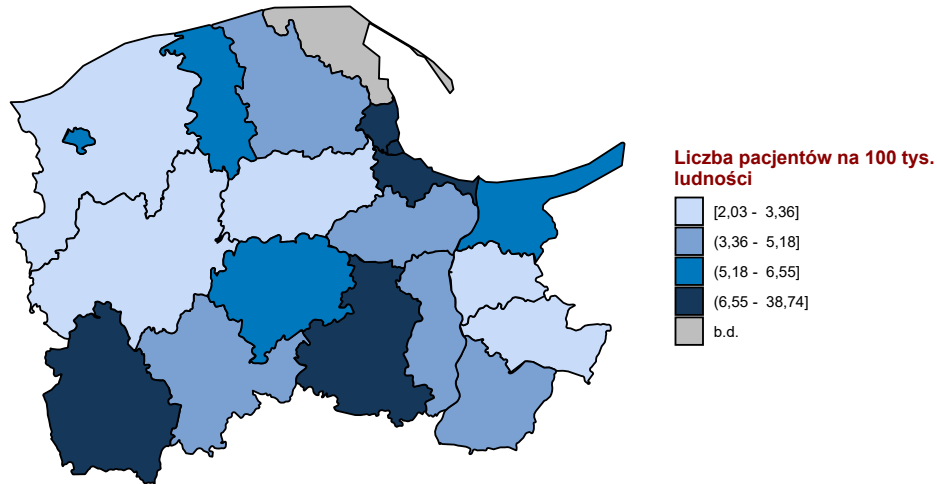 Liczba pacjentów na 100 tys.
ludności
[2,03 - 3,36]
(3,36 - 5,18]
(5,18 - 6,55]
(6,55 - 38,74]
b.d.